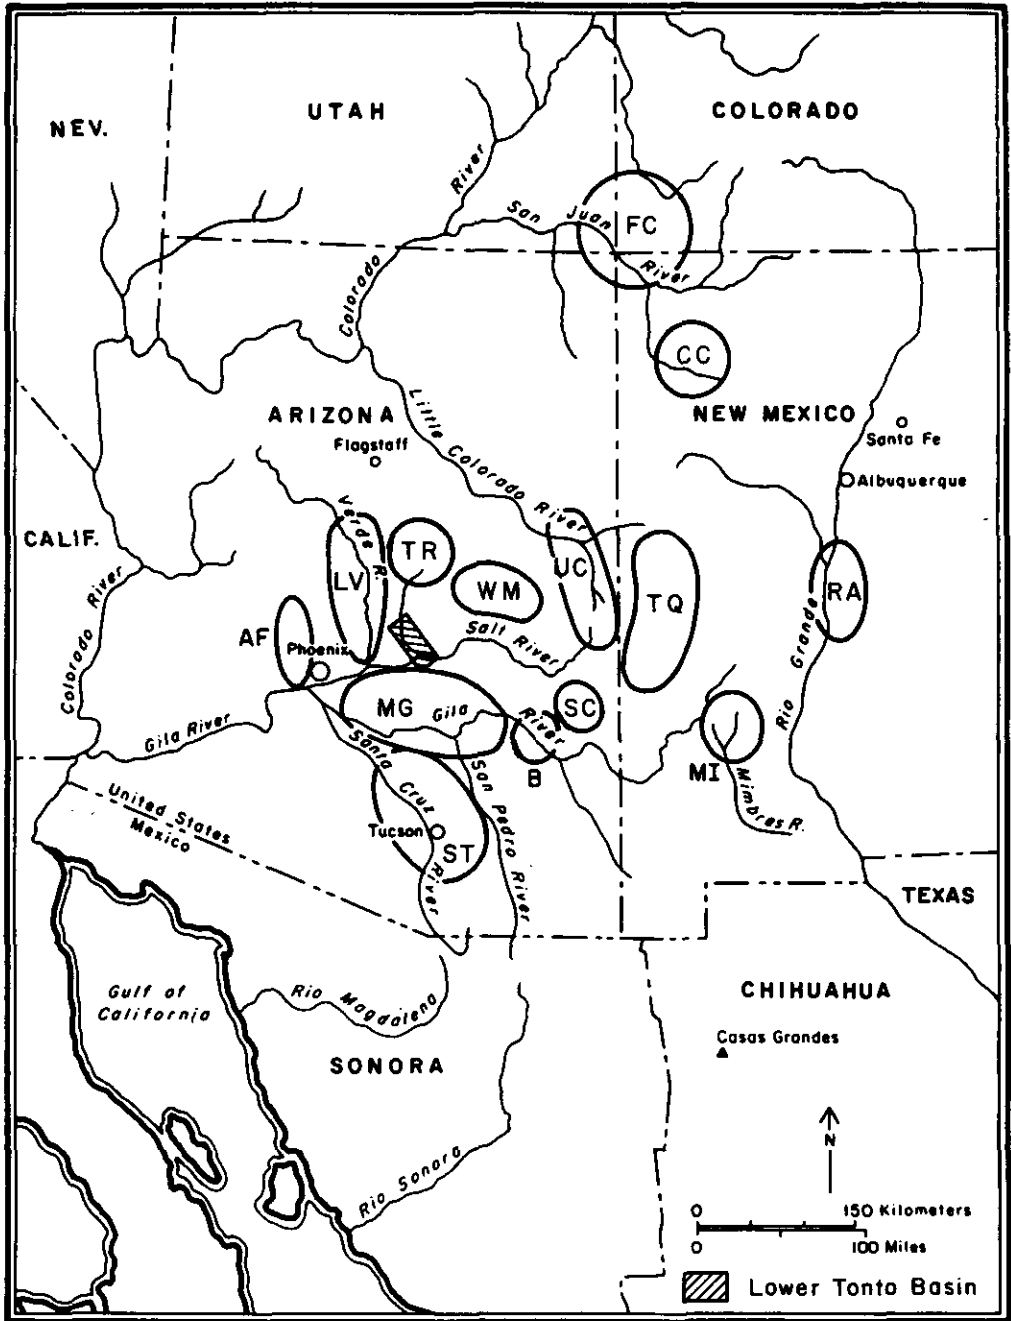 UTAH
COLORADO
NEV.
River
San Juan River
FC
Colorado
CC
ARIZONA
Little Colorado River
NEW MEXICO
Flagstaff
Santa Fe
Albuquerque
Verde R.
CALIF.
TR
UC
LV
WM
TQ
RA
Colorado River
AF
Salt River
Rio Grande
Phoenix
MG
Gila River
SC
Gila River
Santa Cruz River
San Pedro River
B
MI
Mimbres R.
United States
Mexico
Tucson
ST
TEXAS
Gulf of
California
Rio Magdalena
CHIHUAHUA
Casas Grandes
SONORA
N
Rio Sonora
0 150 Kilometers
0 100 Miles
Lower Tonto Basin